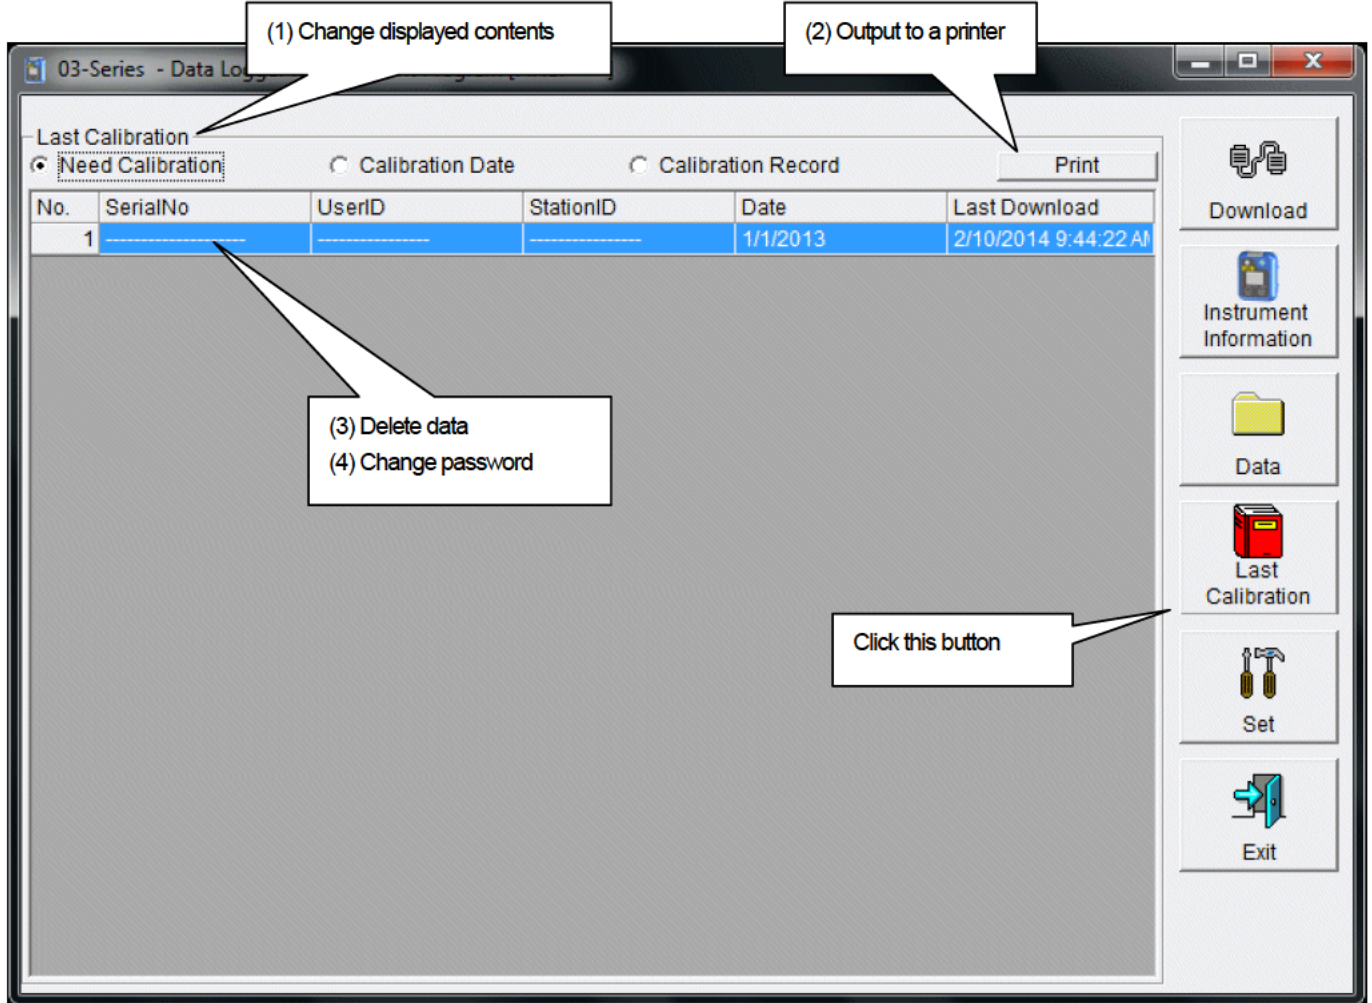 (1) Change displayed contents
(2) Output to a printer
03-Series - Data
Last Calibration
Need Calibration
Calibration Date
Calibration Record
Print
No.
SerialNo
UserID
StationID
Date
Last Download
1
--------------------
----------------
----------------
1/1/2013
2/10/2014 9:44:22
(3) Delete data
(4) Change password
Click this button
Download
Instrument
Information
Data
Last
Calibration
Set
Exit